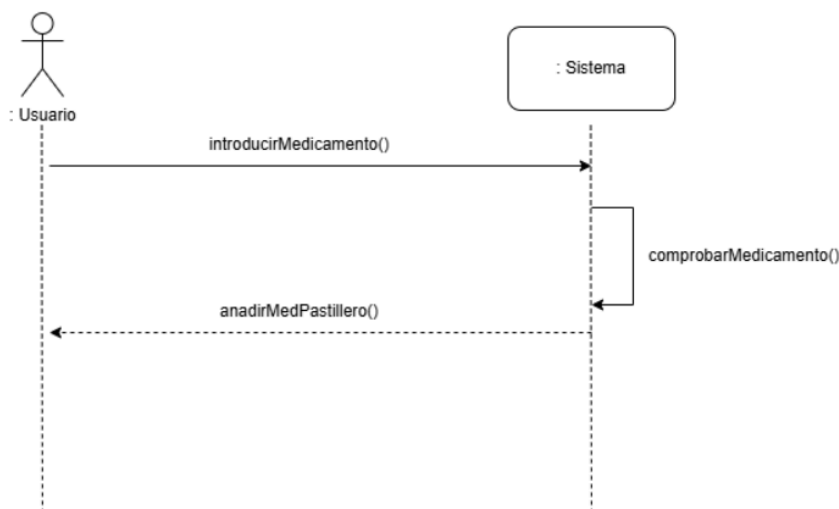 : Usuario
: Sistema
introducirMedicamento()
comprobarMedicamento()
anadirMedPastillero()